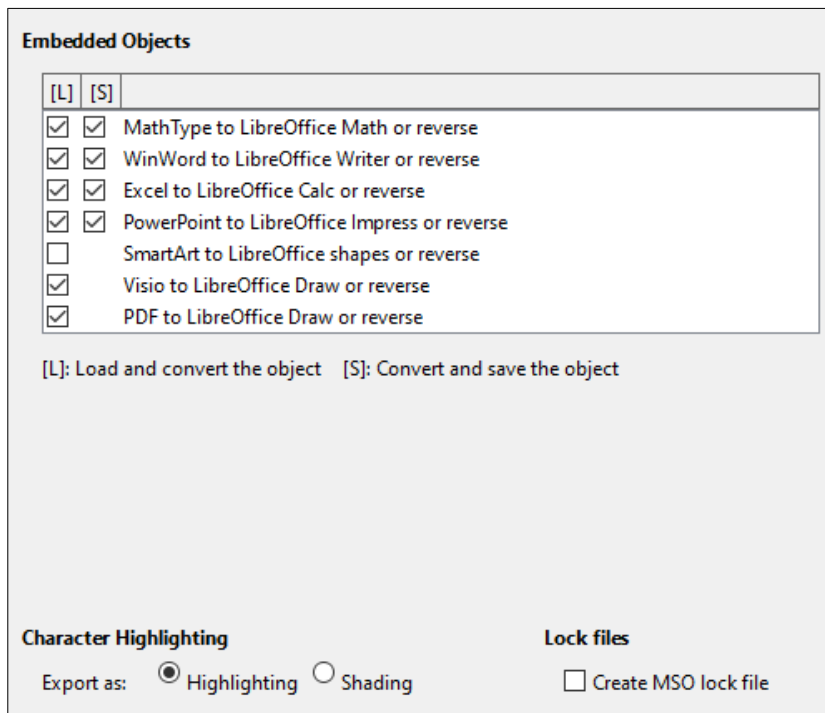 Embedded Objects
[L] [S]
MathType to LibreOffice Math or reverse
WinWord to LibreOffice Writer or reverse
Excel to LibreOffice Calc or reverse
PowerPoint to LibreOffice Impress or reverse
SmartArt to LibreOffice shapes or reverse
Visio to LibreOffice Draw or reverse
PDF to LibreOffice Draw or reverse
[L]: Load and convert the object [S]: Convert and save the object
Character Highlighting Lock files
Export as: Highlighting Shading Create MSO lock file